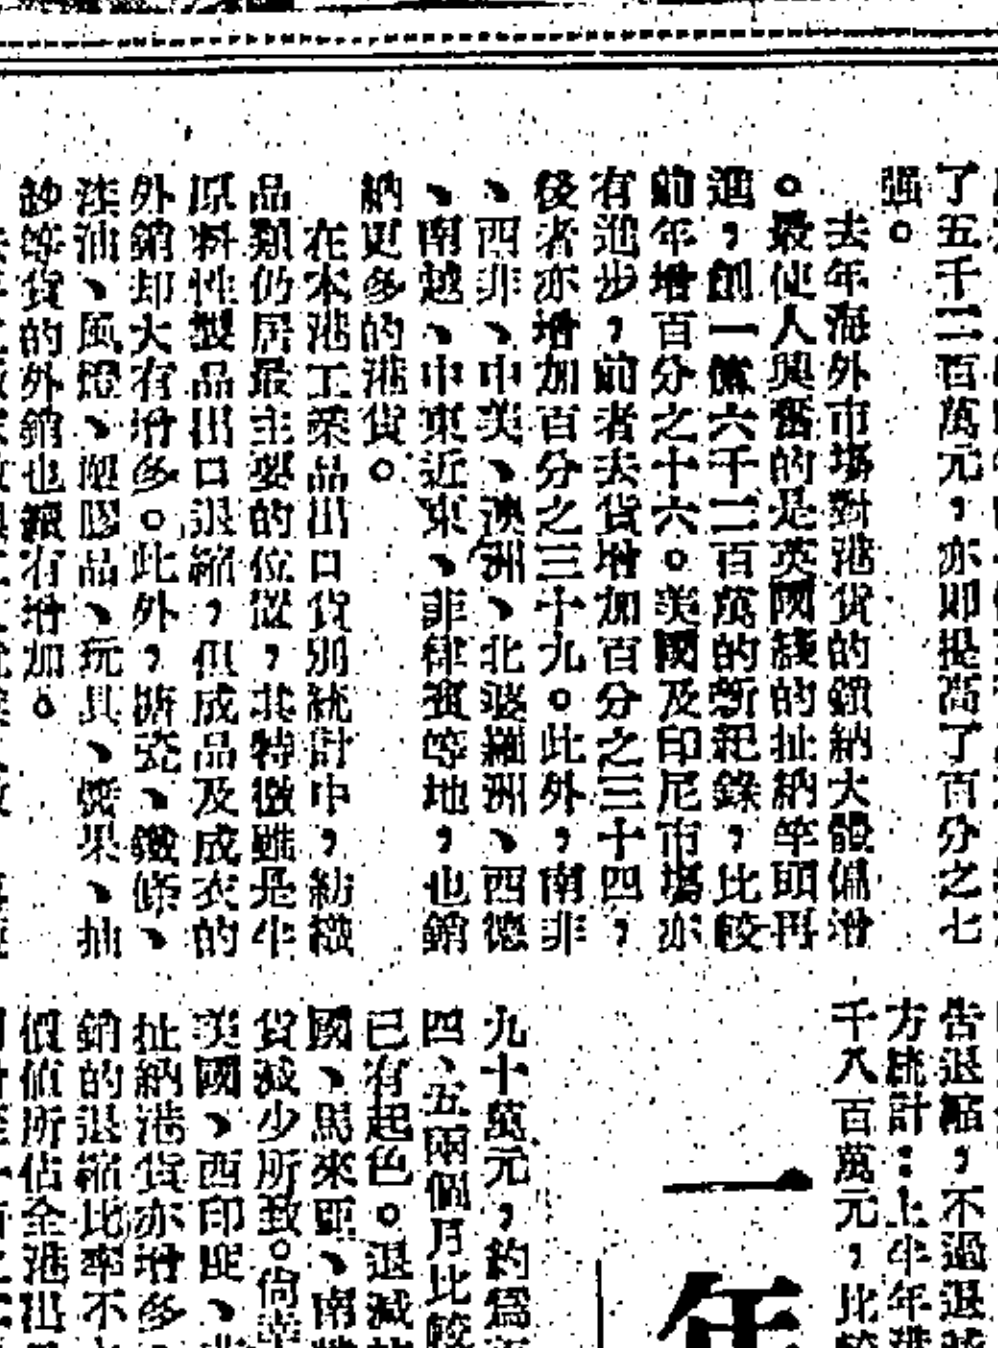 了五千二百萬元，亦即提高了百分之七
强。
去年海外市塲對港貨的銷納大體偏滑
。最使人興奮的是英國綫的扯納竿頭再
進，創一億六千二百萬的新紀錄，比較
前年增百分之十六。美國及印尼市塲亦
有進步，前者去貨增加百分之三十四，
後者亦增加百分之三十九。此外，南非
、西非、中美、澳洲、北婆羅洲、西德
、南越、中東近東、菲律賓等地，也銷
納更多的港貨。
在本港工業品出口貨別統計中，紡織
品類仍居最主要的位置，其特徵雖是半
原料性製品出口退縮，但成品及成衣的
外銷却大有增多。此外，搪瓷、鐵條、
漆油、風燈、塑膠品、玩具、糖果、抽
紗等貨的外銷也續有增加。
告退縮，不過退
方統計：上半年港
千八百萬元，比較
一年
九十萬元，約爲
四、五兩個月比較
已有起色。退減
國、馬來亞、南
貨減少所致。尙
美國、西印度、
扯納港貨亦增多
銷的退縮比率不
價値所佔全港出